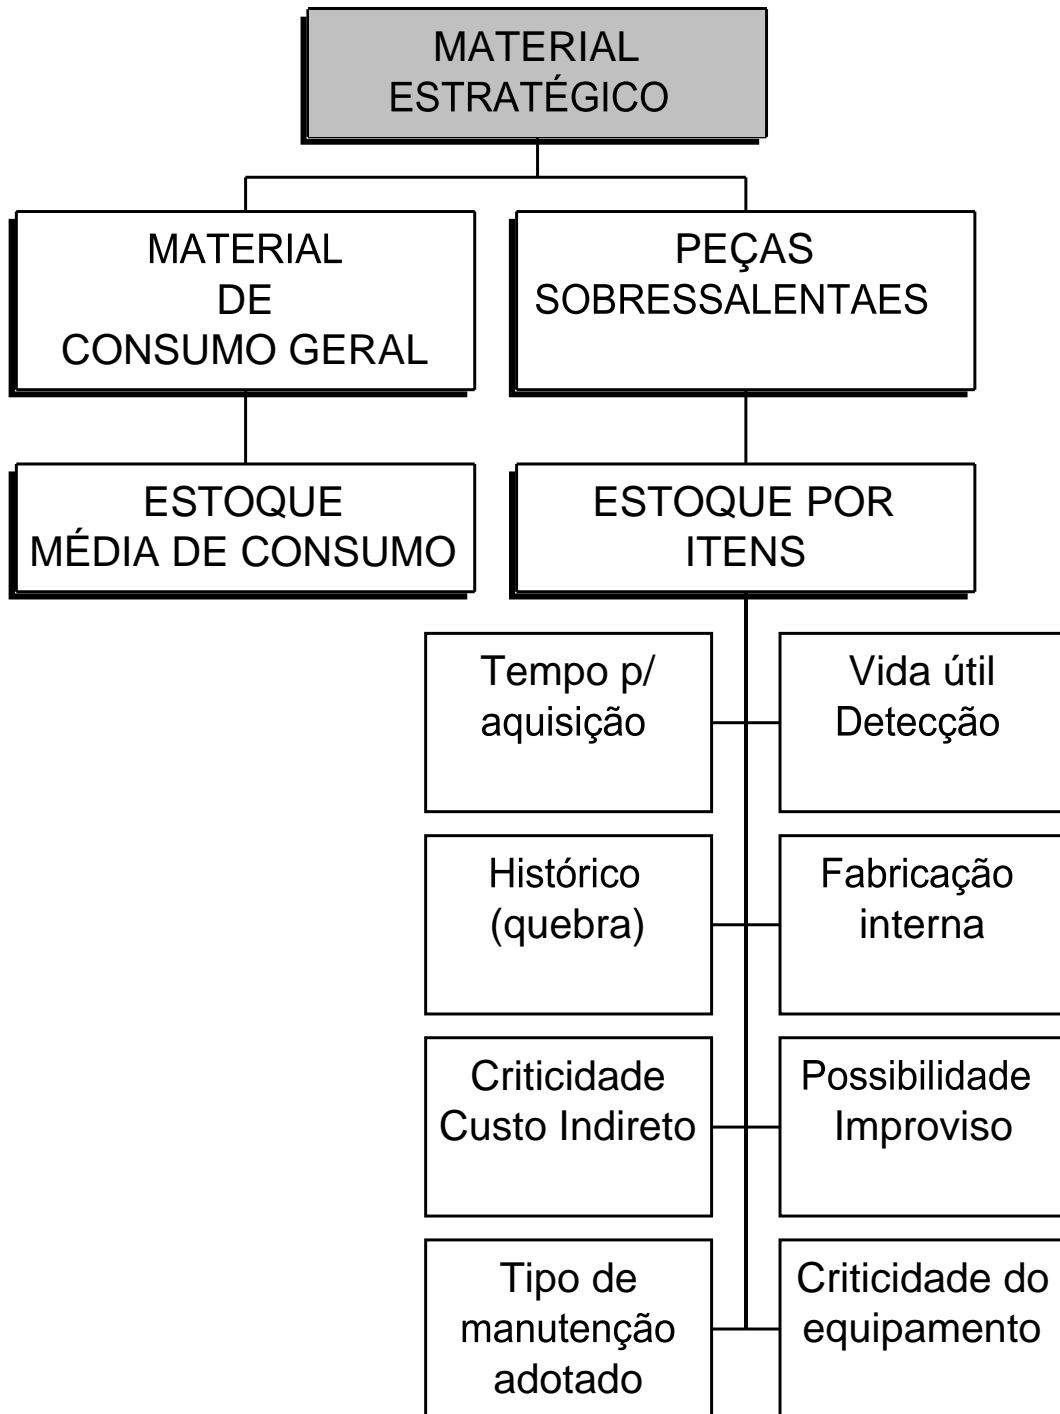 MATERIAL
ESTRATÉGICO
MATERIAL
DE
CONSUMO GERAL
PEÇAS
SOBRESSALENTAES
ESTOQUE
MÉDIA DE CONSUMO
ESTOQUE POR
ITENS
Tempo p/
aquisição
Vida útil
Detecção
Histórico
(quebra)
Fabricação
interna
Criticidade
Custo Indireto
Possibilidade
Improviso
Tipo de
manutenção
adotado
Criticidade do
equipamento